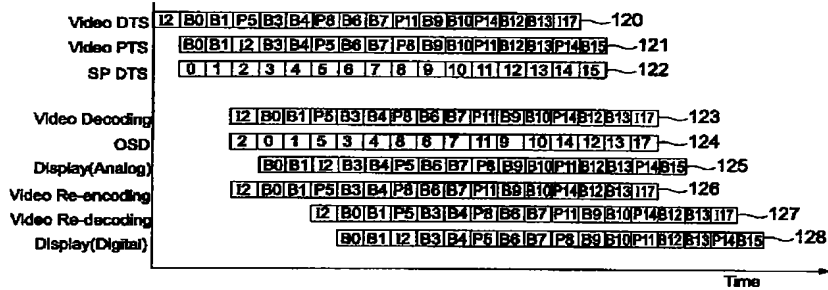 Video DTS I2 B0 B1 P5 B3 B4 P8 B6 B7 P11 B9 B10 P14 B12 B13 I17 120
Video PTS B0 B1 I2 B3 B4 P5 B6 B7 P8 B9 B10 P11 B12 B13 P14 B15 121
SP DTS 0 1 2 3 4 5 6 7 8 9 10 11 12 13 14 15 122
Video Decoding I2 B0 B1 P5 B3 B4 P8 B6 B7 P11 B9 B10 P14 B12 B13 I17 123
OSD 2 0 1 5 3 4 8 6 7 11 9 10 14 12 13 17 124
Display(Analog) B0 B1 I2 B3 B4 P5 B6 B7 P8 B9 B10 P11 B12 B13 P14 B15 125
Video Re-encoding I2 B0 B1 P5 B3 B4 P8 B6 B7 P11 B9 B10 P14 B12 B13 I17 126
Video Re-decoding I2 B0 B1 P5 B3 B4 P8 B6 B7 P11 B9 B10 P14 B12 B13 I17 127
Display(Digital) B0 B1 I2 B3 B4 P5 B6 B7 P8 B9 B10 P11 B12 B13 P14 B15 128
Time